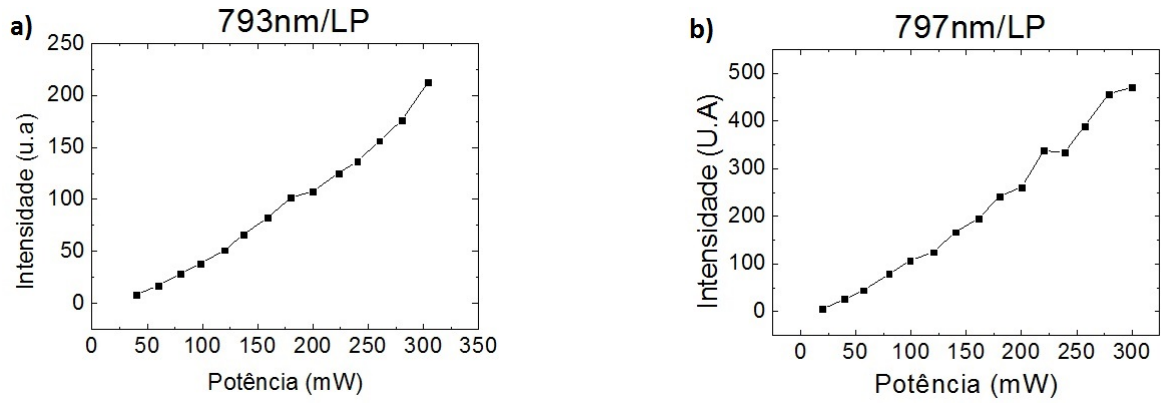 a)
793nm/LP
Intensidade (u.a)
250
200
150
100
50
0
0 50 100 150 200 250 300 350
Potência (mW)
b)
797nm/LP
Intensidade (U.A)
500
400
300
200
100
0
0 50 100 150 200 250 300
Potência (mW)